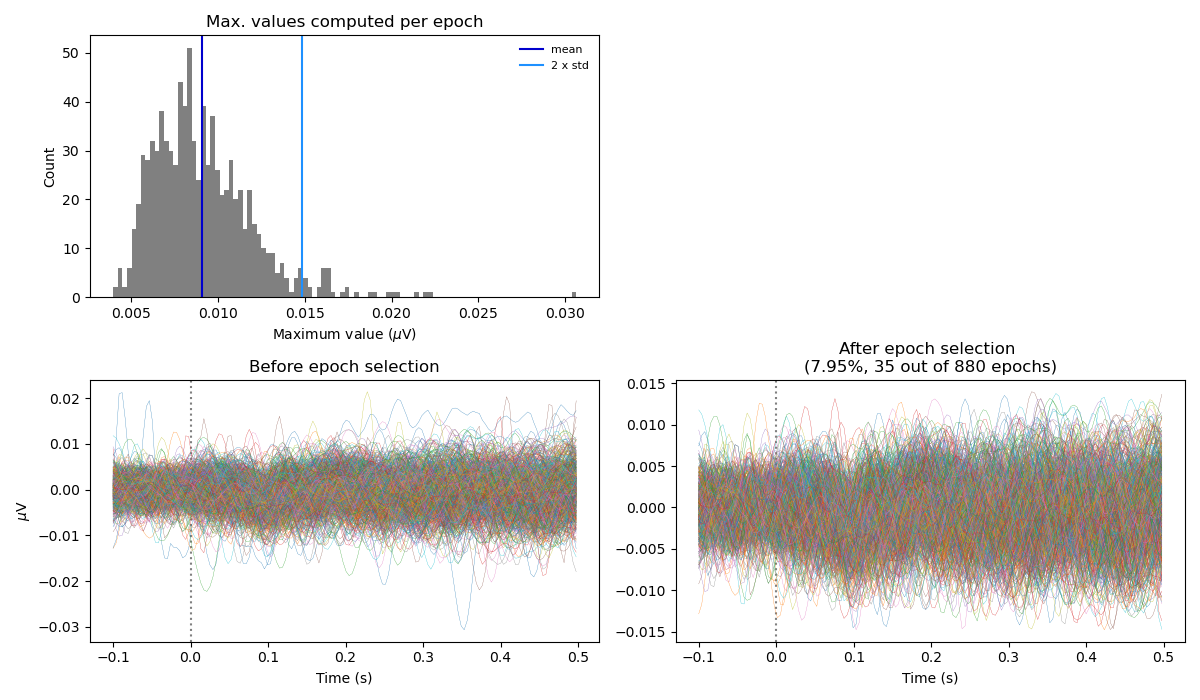 Max. values computed per epoch
mean
2 x std
50
40
30
20
10
0
Count
0.005 0.010 0.015 0.020 0.025 0.030
Maximum value (μV)
Before epoch selection
0.02
0.01
0.00
−0.01
−0.02
−0.03
μV
−0.1 0.0 0.1 0.2 0.3 0.4 0.5
Time (s)
After epoch selection
(7.95%, 35 out of 880 epochs)
0.015
0.010
0.005
0.000
−0.005
−0.010
−0.015
−0.1 0.0 0.1 0.2 0.3 0.4 0.5
Time (s)